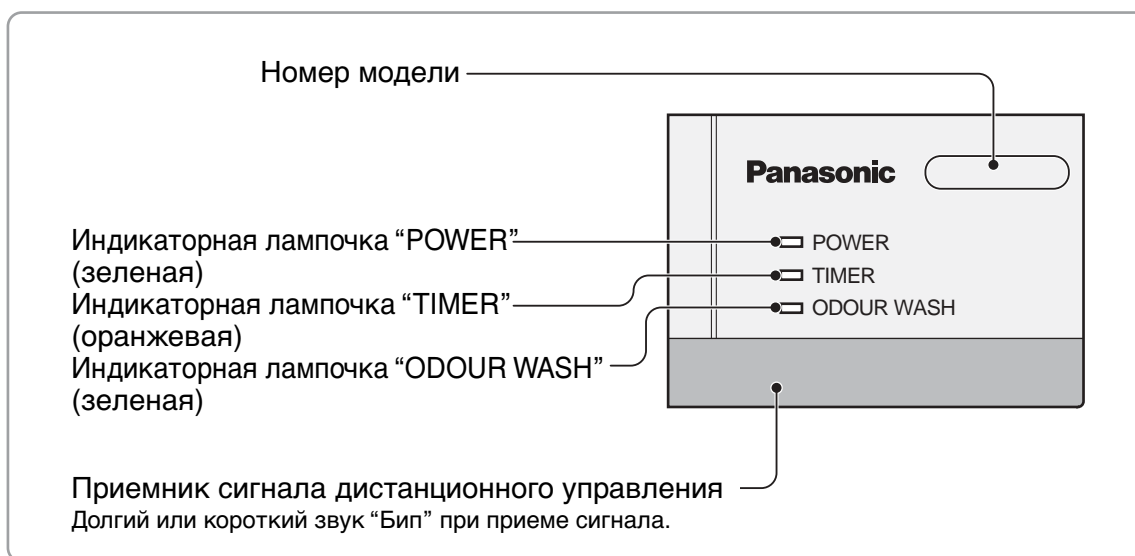 Номер модели
Panasonic
Индикаторная лампочка “POWER”
(зеленая)
Индикаторная лампочка “TIMER”
(оранжевая)
Индикаторная лампочка “ODOUR WASH”
(зеленая)
POWER
TIMER
ODOUR WASH
Приемник сигнала дистанционного управления
Долгий или короткий звук “Бип” при приеме сигнала.